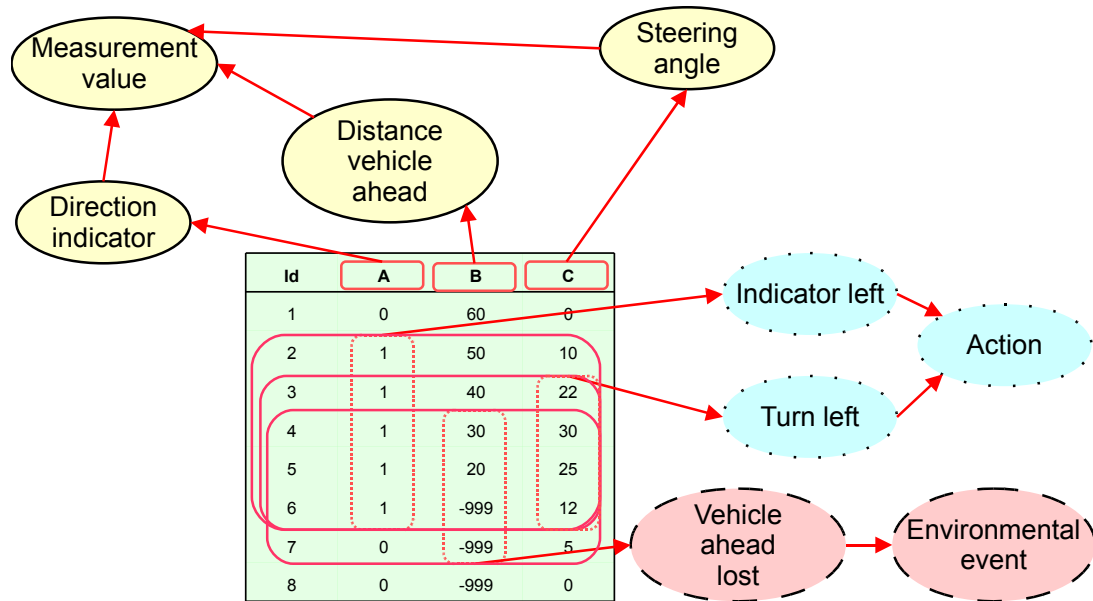 Measurement
value
Steering
angle
Distance
vehicle
ahead
Direction
indicator
Id A B C
1 0 60 0
2 1 50 10
3 1 40 22
4 1 30 30
5 1 20 25
6 1 -999 12
7 0 -999 5
8 0 -999 0
Indicator left
Action
Turn left
Vehicle
ahead
lost
Environmental
event